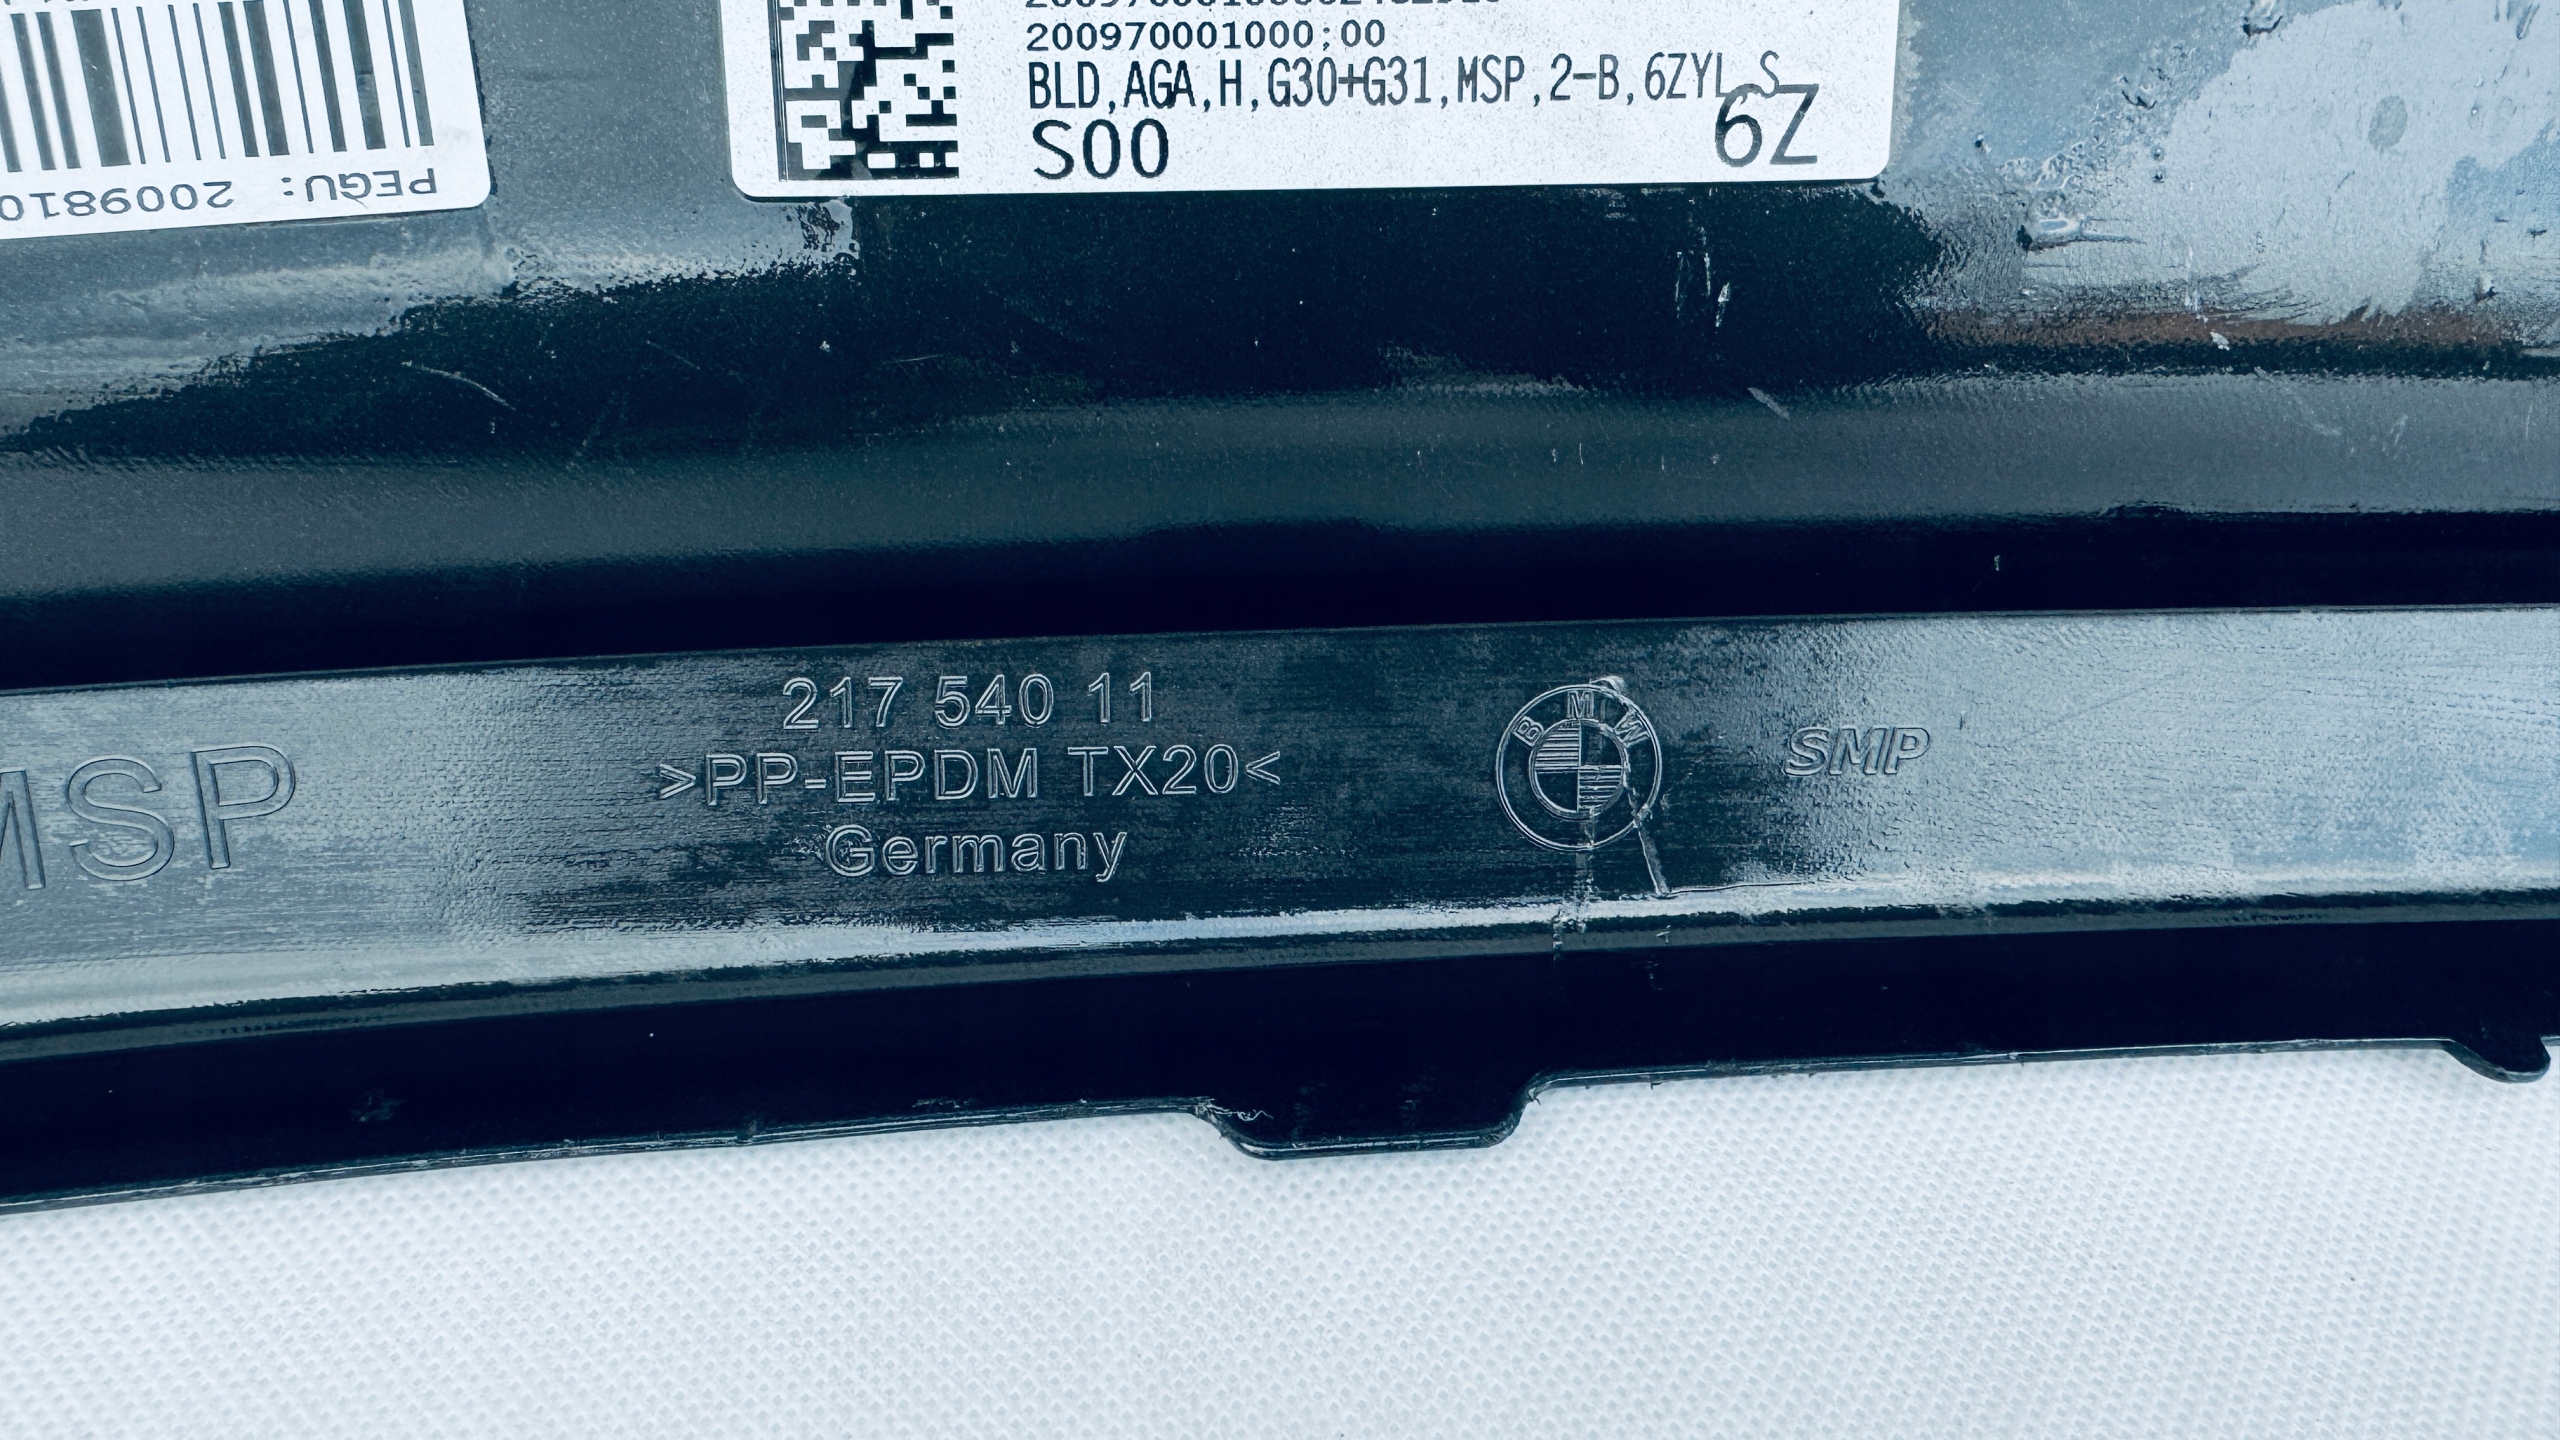 200970001000;00
BLD,AGA,H,G30+G31,MSP,2-B,6ZYL,S
S00
6Z
PEGU: 2009810
MSP
217 540 11
>PP-EPDM TX20<
Germany
BMW
SMP